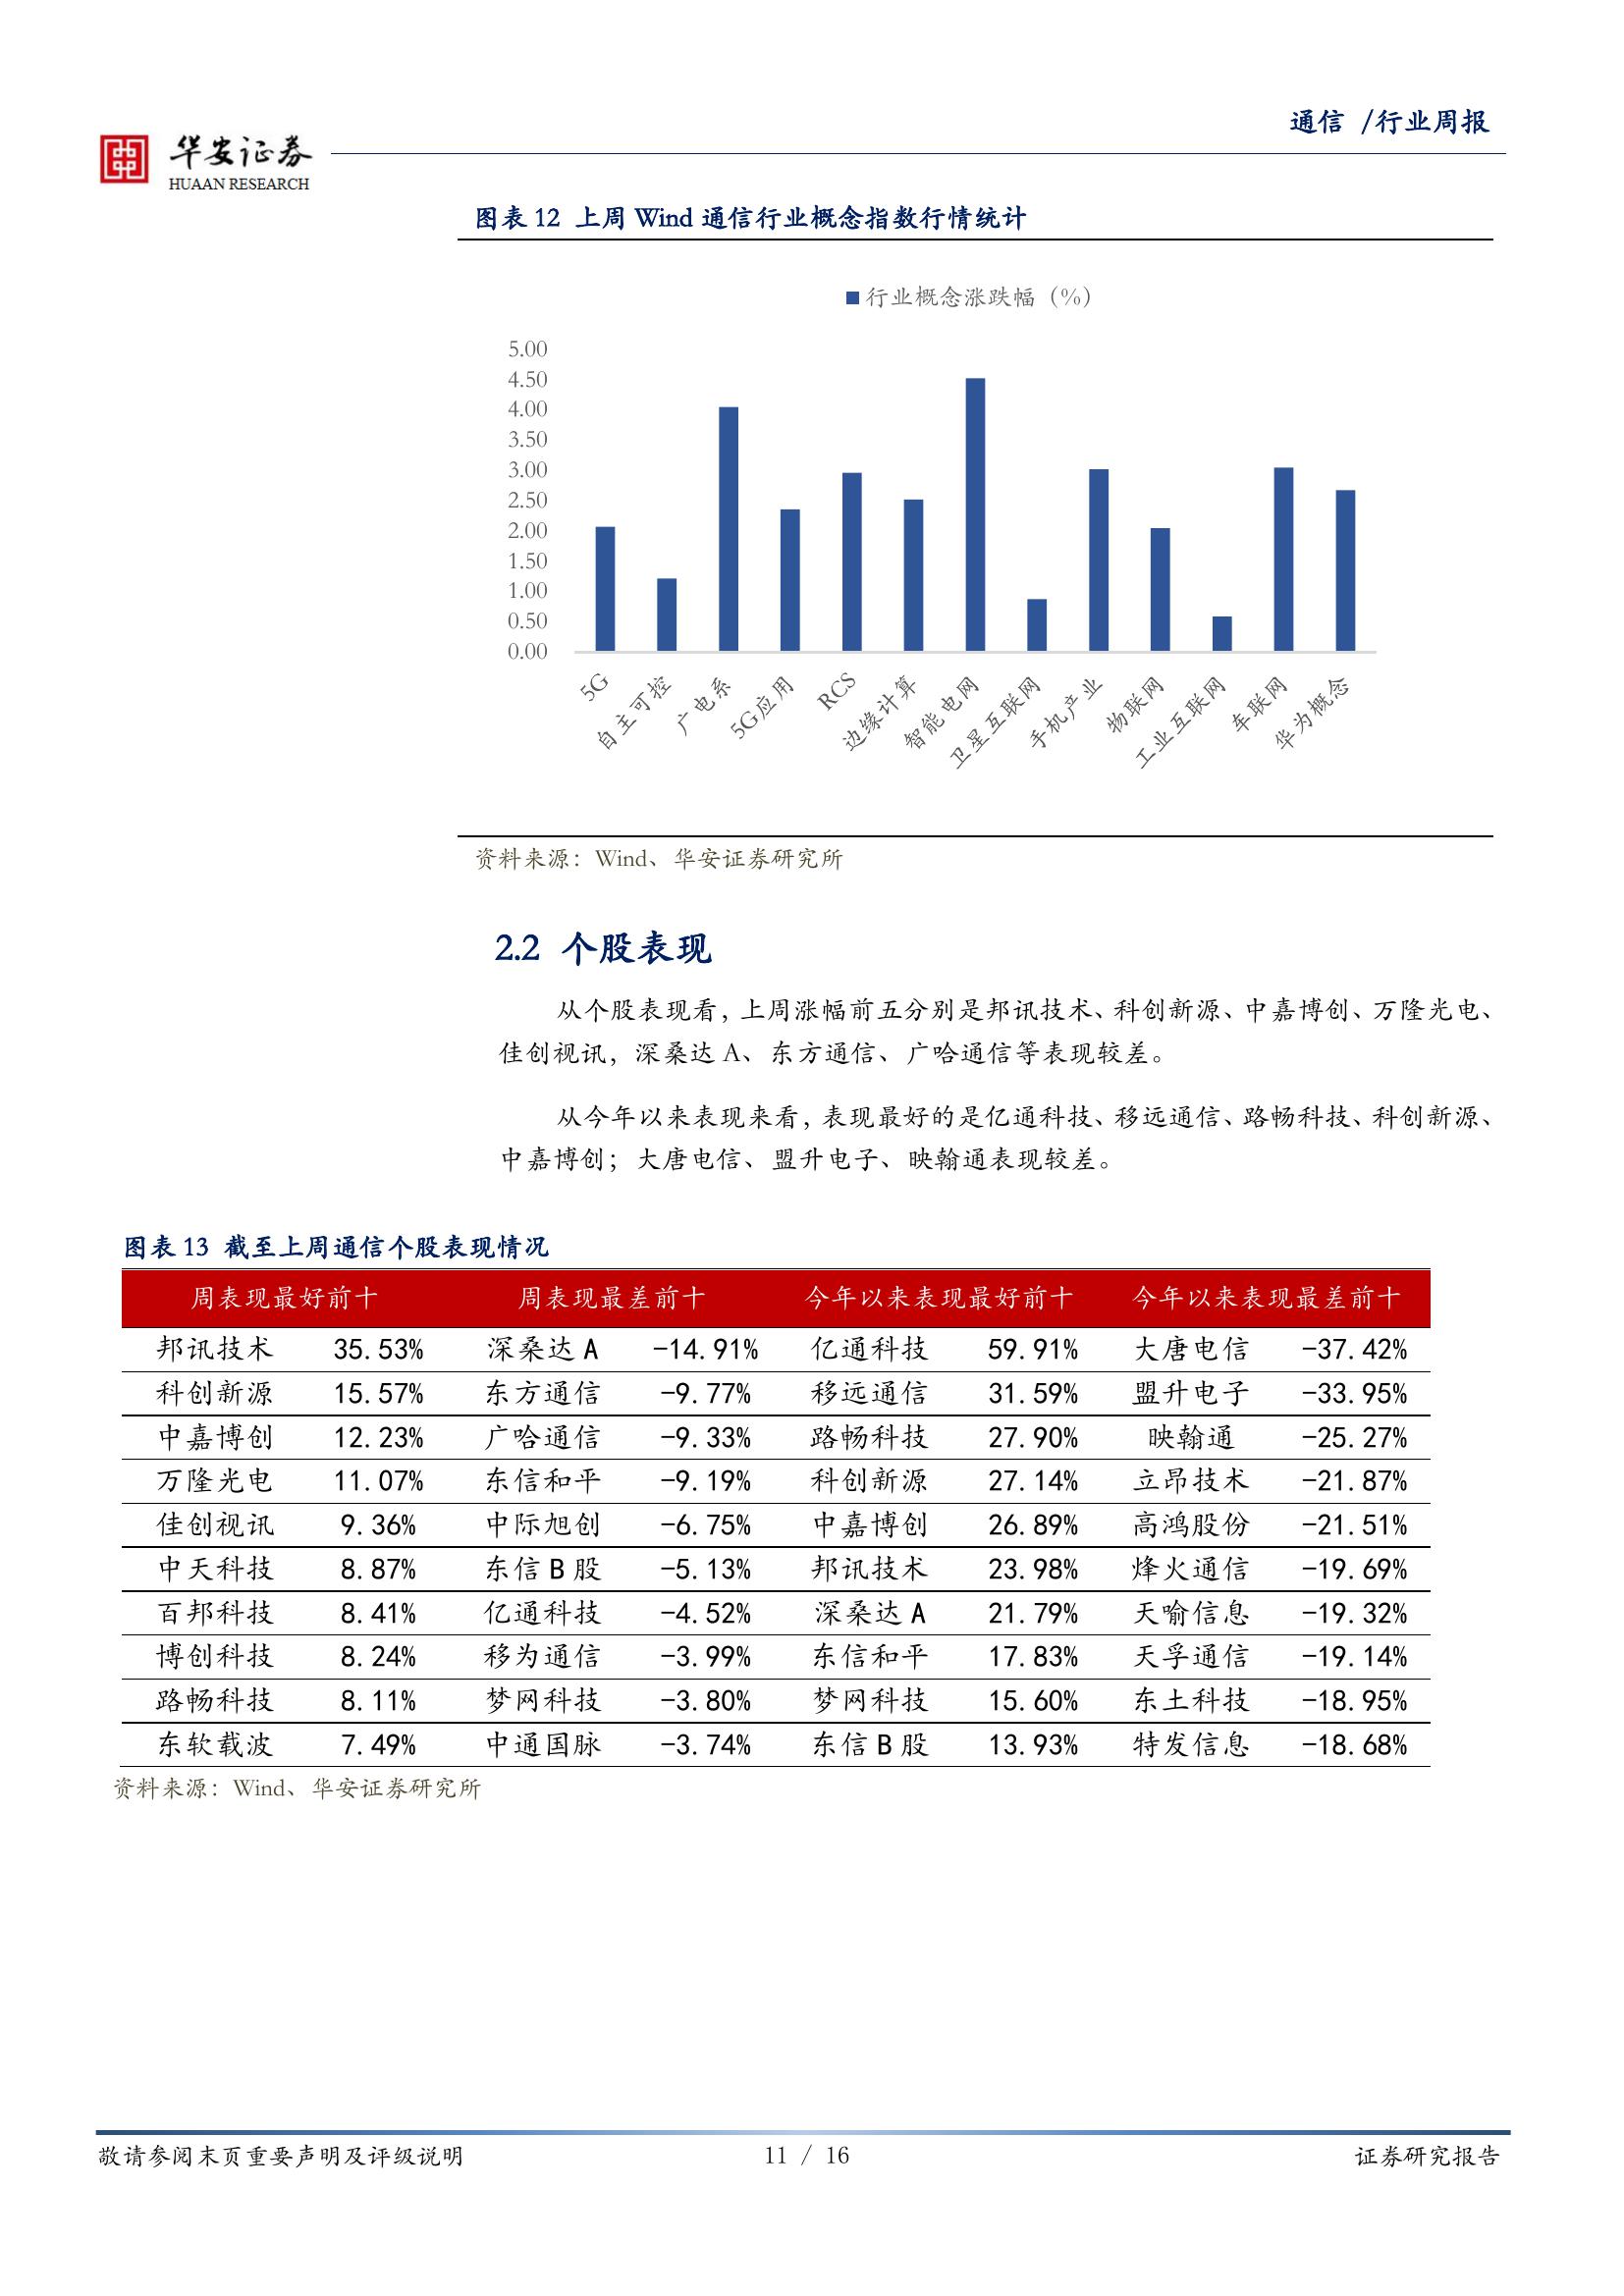 通信 /行业周报
华安证券
HUAAN RESEARCH
图表 12 上周 Wind 通信行业概念指数行情统计
行业概念涨跌幅（%）
5.00
4.50
4.00
3.50
3.00
2.50
2.00
1.50
1.00
0.50
0.00
5G
自主可控
广电系
5G应用
RCS
边缘计算
智能电网
卫星互联网
手机产业
物联网
工业互联网
车联网
华为概念
资料来源：Wind、华安证券研究所
2.2 个股表现
从个股表现看，上周涨幅前五分别是邦讯技术、科创新源、中嘉博创、万隆光电、
佳创视讯，深桑达 A、东方通信、广哈通信等表现较差。
从今年以来表现来看，表现最好的是亿通科技、移远通信、路畅科技、科创新源、
中嘉博创；大唐电信、盟升电子、映翰通表现较差。
图表 13 截至上周通信个股表现情况
周表现最好前十 周表现最差前十 今年以来表现最好前十 今年以来表现最差前十
邦讯技术 35.53% 深桑达 A -14.91% 亿通科技 59.91% 大唐电信 -37.42%
科创新源 15.57% 东方通信 -9.77% 移远通信 31.59% 盟升电子 -33.95%
中嘉博创 12.23% 广哈通信 -9.33% 路畅科技 27.90% 映翰通 -25.27%
万隆光电 11.07% 东信和平 -9.19% 科创新源 27.14% 立昂技术 -21.87%
佳创视讯 9.36% 中际旭创 -6.75% 中嘉博创 26.89% 高鸿股份 -21.51%
中天科技 8.87% 东信 B 股 -5.13% 邦讯技术 23.98% 烽火通信 -19.69%
百邦科技 8.41% 亿通科技 -4.52% 深桑达 A 21.79% 天喻信息 -19.32%
博创科技 8.24% 移为通信 -3.99% 东信和平 17.83% 天孚通信 -19.14%
路畅科技 8.11% 梦网科技 -3.80% 梦网科技 15.60% 东土科技 -18.95%
东软载波 7.49% 中通国脉 -3.74% 东信 B 股 13.93% 特发信息 -18.68%
资料来源：Wind、华安证券研究所
敬请参阅末页重要声明及评级说明 11 / 16 证券研究报告